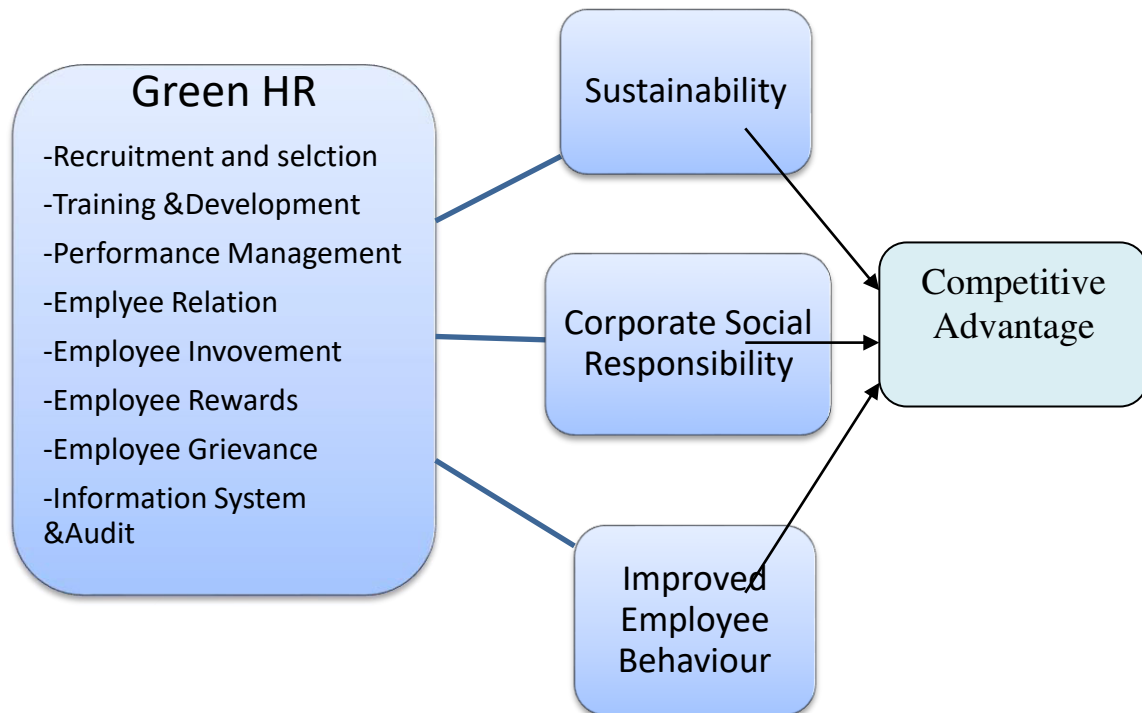 Green HR
-Recruitment and selction
-Training &Development
-Performance Management
-Emplyee Relation
-Employee Invovement
-Employee Rewards
-Employee Grievance
-Information System
&Audit
Sustainability
Corporate Social
Responsibility
Improved
Employee
Behaviour
Competitive
Advantage